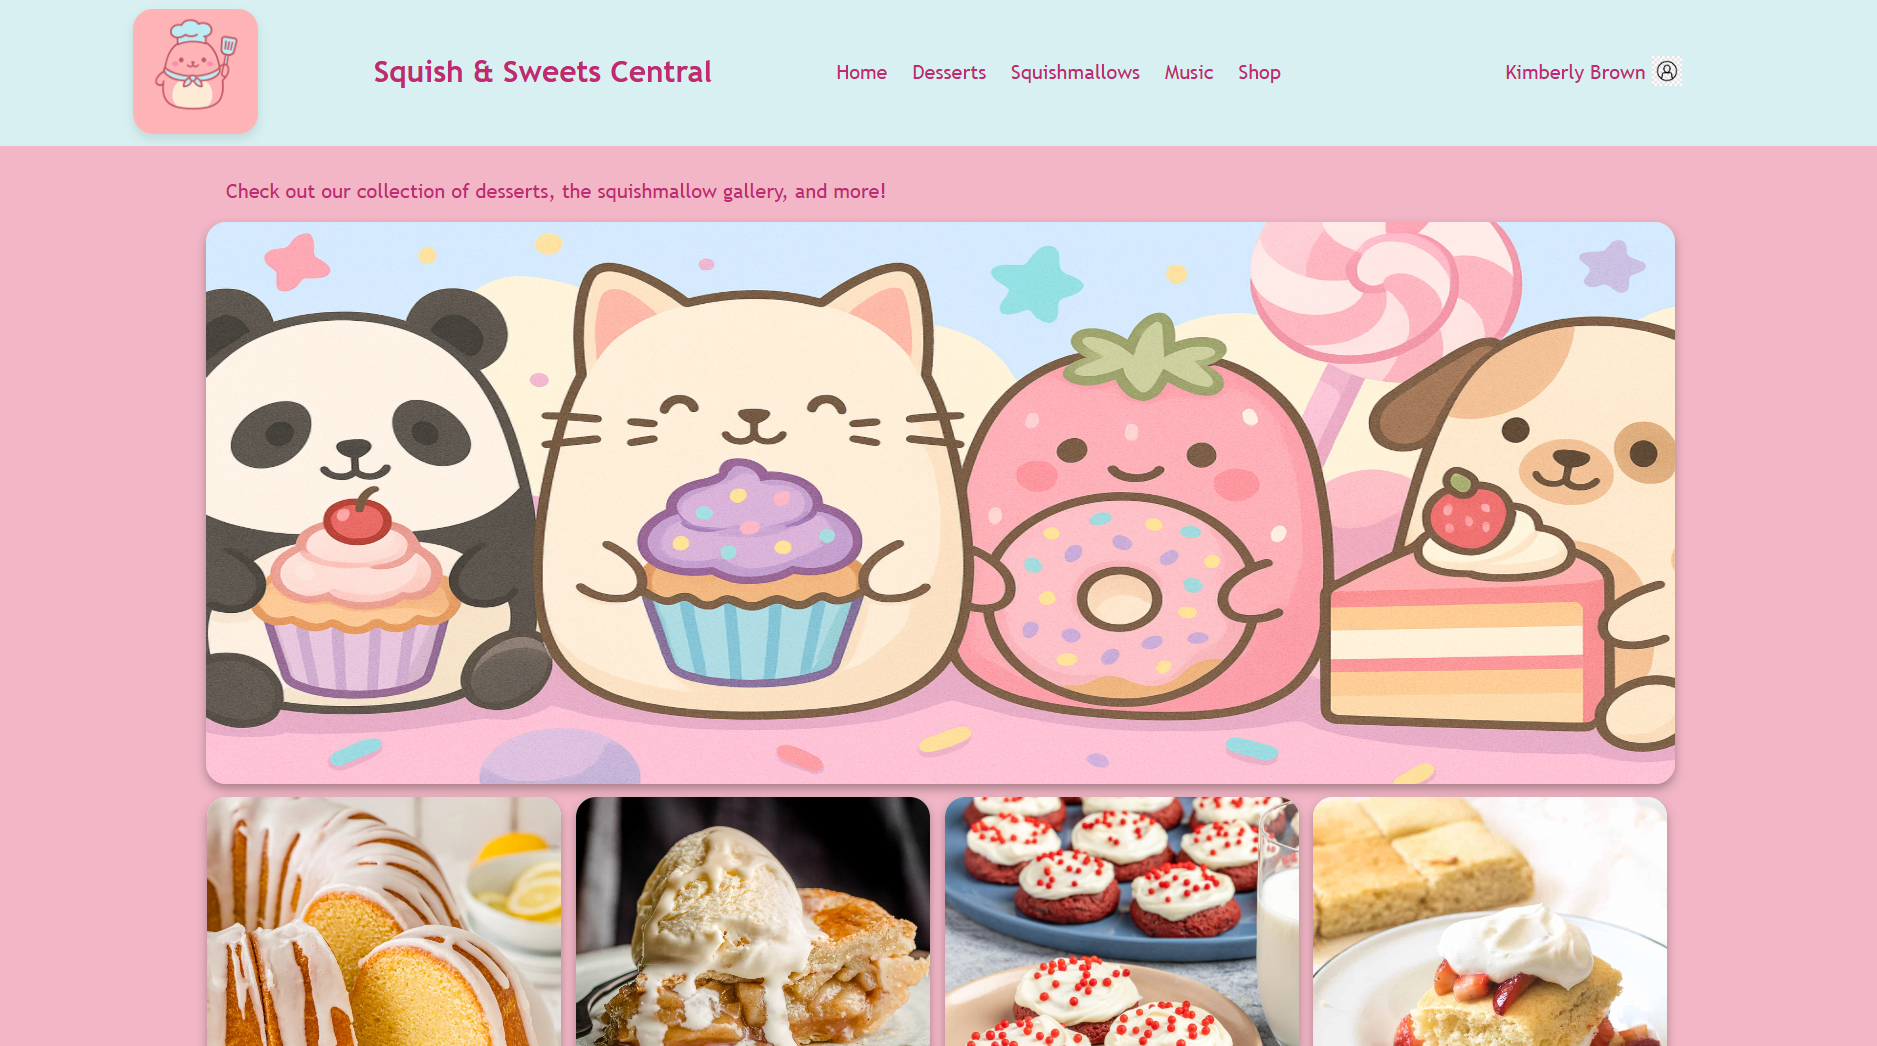 Squish & Sweets Central
Home Desserts Squishmallows Music Shop
Kimberly Brown
Check out our collection of desserts, the squishmallow gallery, and more!